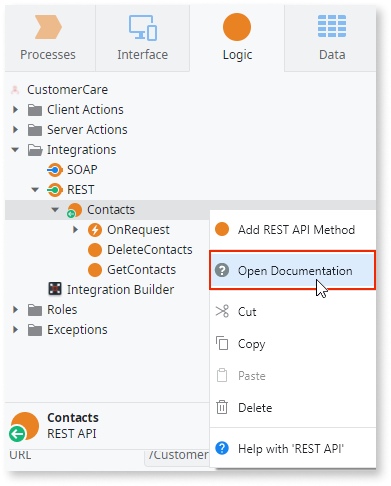 Processes
Interface
Logic
Data
CustomerCare
Client Actions
Server Actions
Integrations
SOAP
REST
Contacts
OnRequest
DeleteContacts
GetContacts
Integration Builder
Roles
Exceptions
Add REST API Method
Open Documentation
Cut
Copy
Paste
Delete
Help with 'REST API'
Contacts
REST API
URL
/Customer